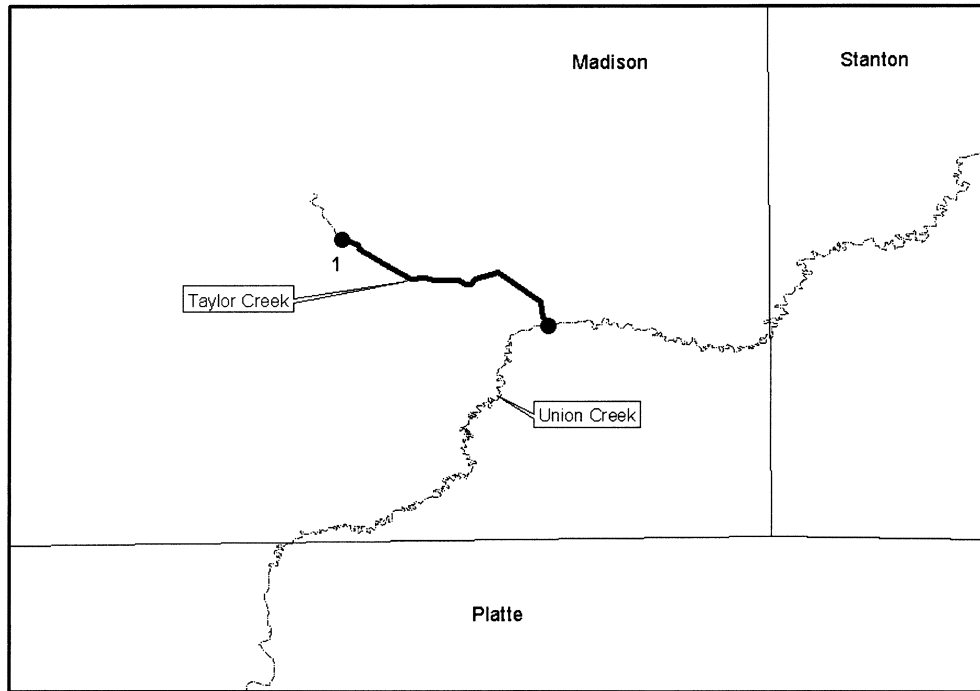 Madison
Stanton
1
Taylor Creek
Union Creek
Platte